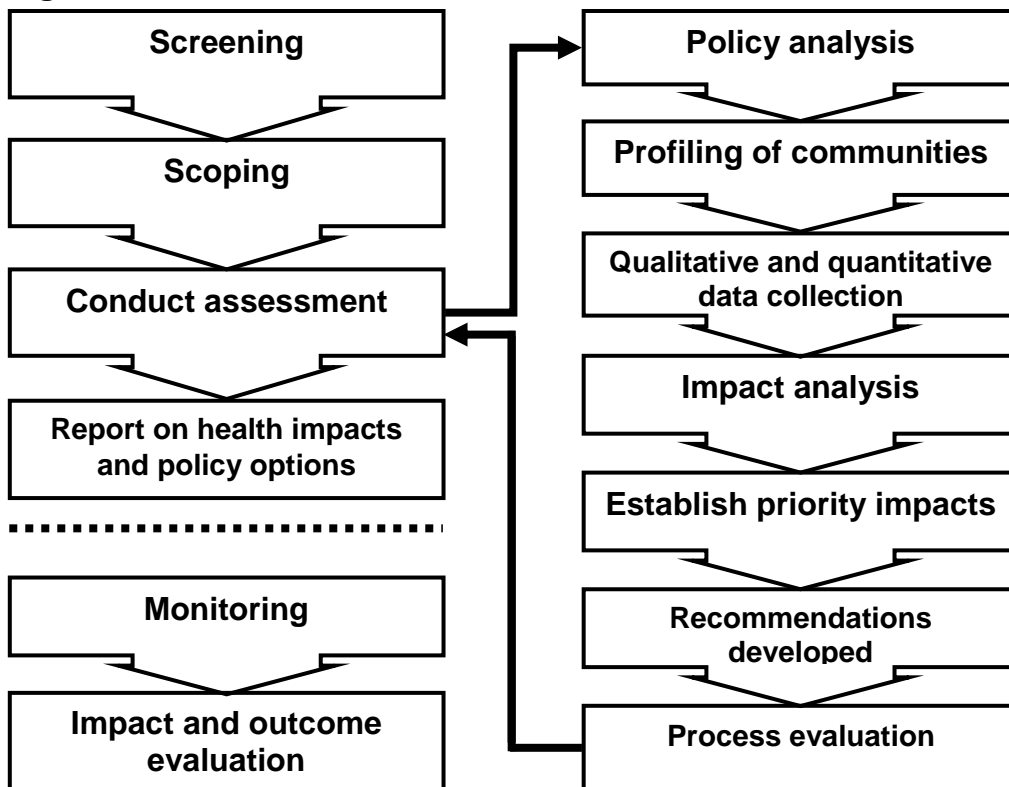 Screening
Scoping
Conduct assessment
Report on health impacts
and policy options
Monitoring
Impact and outcome
evaluation
Policy analysis
Profiling of communities
Qualitative and quantitative
data collection
Impact analysis
Establish priority impacts
Recommendations
developed
Process evaluation